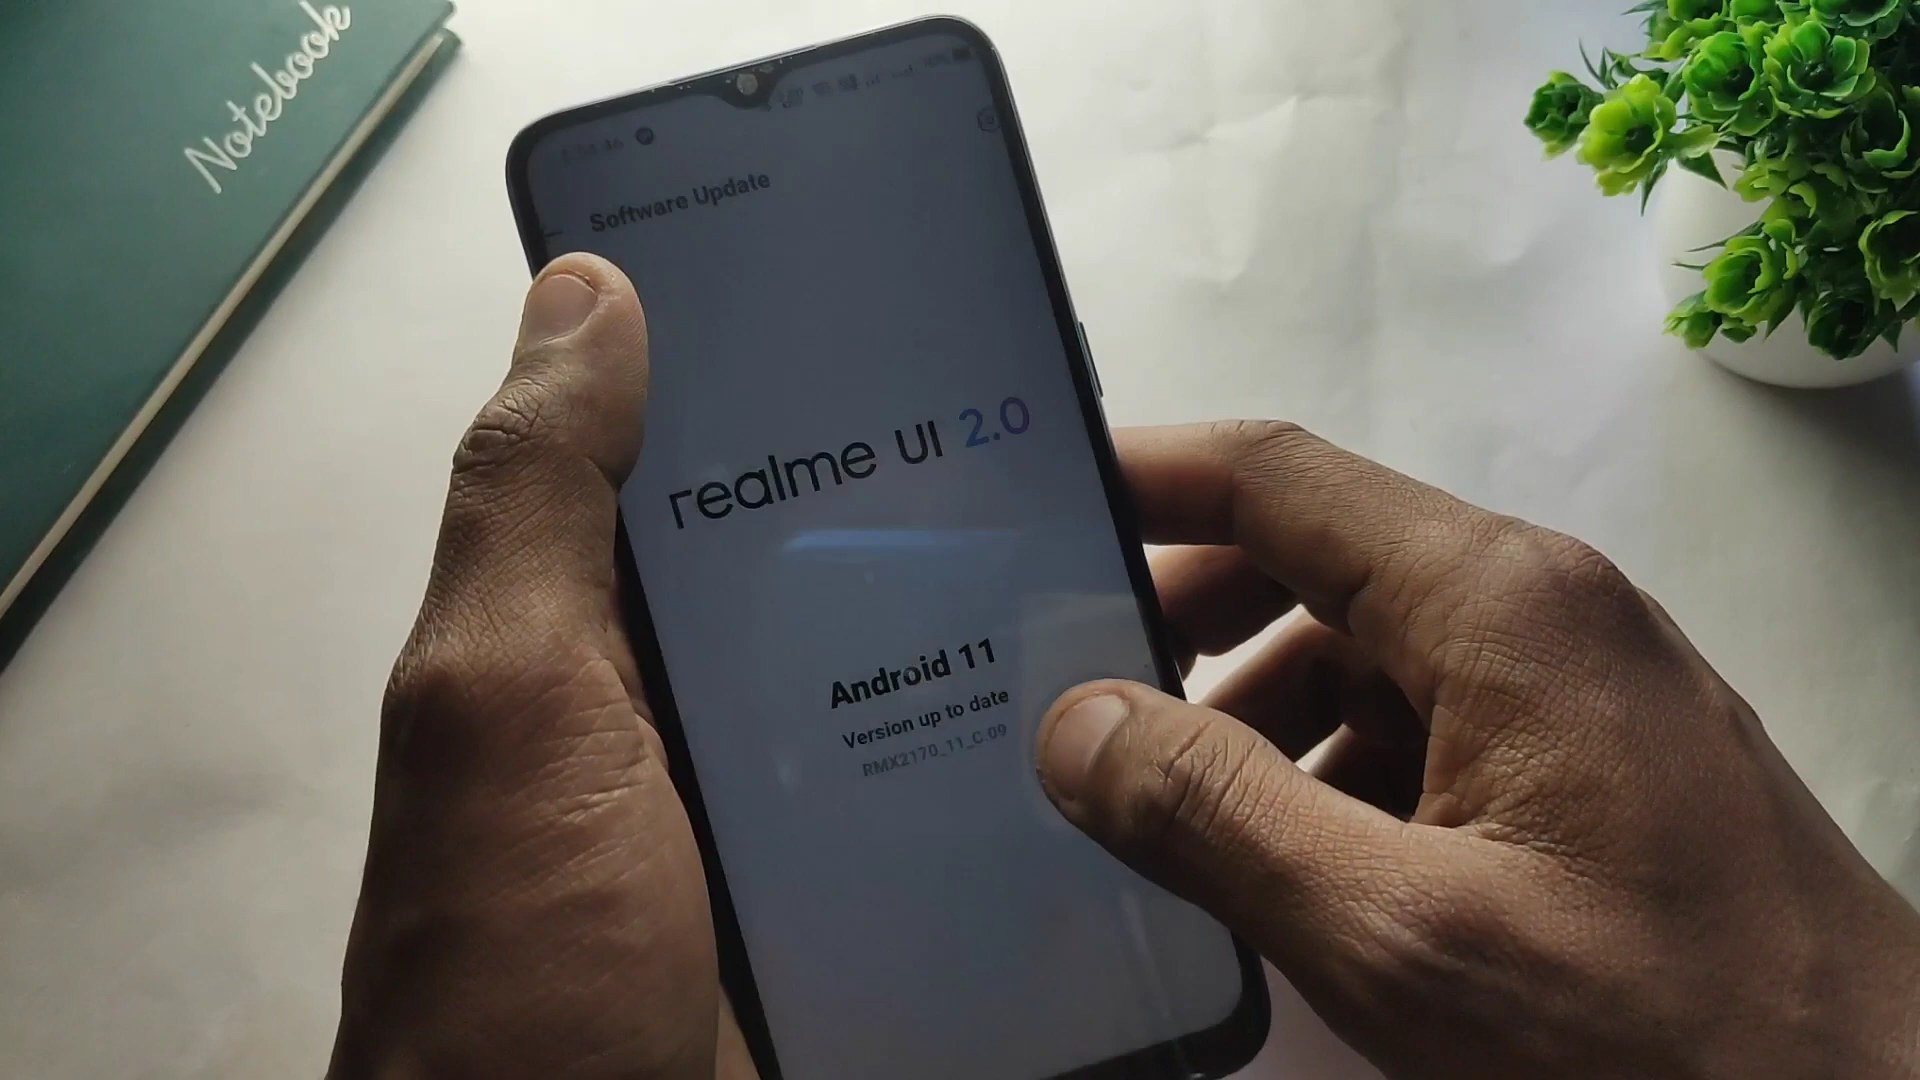 Notebook
Software Update
realme UI 2.0
Android 11
Version up to date
RMX2170_11_C.09